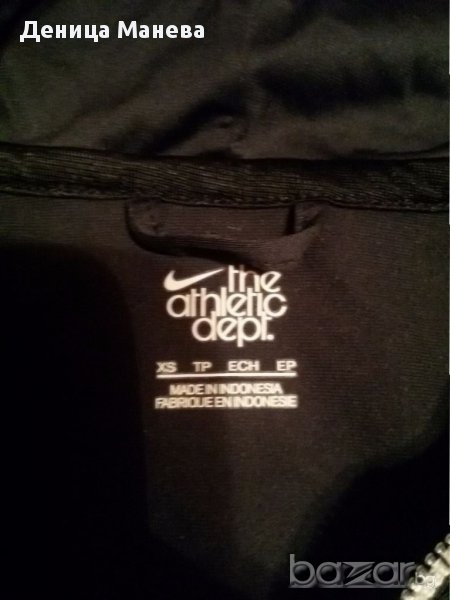 Деница Манева
the
athletic
dept.
XS TP ECH EP
MADE IN INDONESIA
FABRIQUE EN INDONESIE
bazar.bg